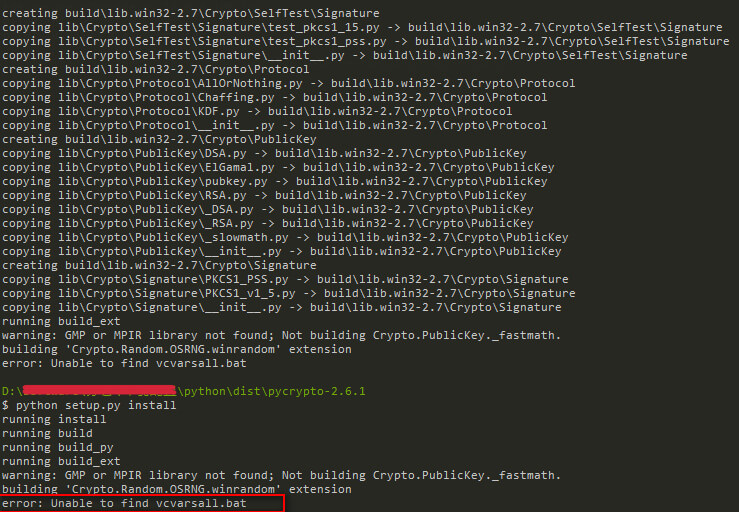 creating build\lib.win32-2.7\Crypto\SelfTest\Signature
copying lib\Crypto\SelfTest\Signature\test_pkcs1_15.py -> build\lib.win32-2.7\Crypto\SelfTest\Signature
copying lib\Crypto\SelfTest\Signature\test_pkcs1_pss.py -> build\lib.win32-2.7\Crypto\SelfTest\Signature
copying lib\Crypto\SelfTest\Signature\__init__.py -> build\lib.win32-2.7\Crypto\SelfTest\Signature
creating build\lib.win32-2.7\Crypto\Protocol
copying lib\Crypto\Protocol\AllOrNothing.py -> build\lib.win32-2.7\Crypto\Protocol
copying lib\Crypto\Protocol\Chaffing.py -> build\lib.win32-2.7\Crypto\Protocol
copying lib\Crypto\Protocol\KDF.py -> build\lib.win32-2.7\Crypto\Protocol
copying lib\Crypto\Protocol\__init__.py -> build\lib.win32-2.7\Crypto\Protocol
creating build\lib.win32-2.7\Crypto\PublicKey
copying lib\Crypto\PublicKey\DSA.py -> build\lib.win32-2.7\Crypto\PublicKey
copying lib\Crypto\PublicKey\ElGamal.py -> build\lib.win32-2.7\Crypto\PublicKey
copying lib\Crypto\PublicKey\pubkey.py -> build\lib.win32-2.7\Crypto\PublicKey
copying lib\Crypto\PublicKey\RSA.py -> build\lib.win32-2.7\Crypto\PublicKey
copying lib\Crypto\PublicKey\_DSA.py -> build\lib.win32-2.7\Crypto\PublicKey
copying lib\Crypto\PublicKey\_RSA.py -> build\lib.win32-2.7\Crypto\PublicKey
copying lib\Crypto\PublicKey\_slowmath.py -> build\lib.win32-2.7\Crypto\PublicKey
copying lib\Crypto\PublicKey\__init__.py -> build\lib.win32-2.7\Crypto\PublicKey
creating build\lib.win32-2.7\Crypto\Signature
copying lib\Crypto\Signature\PKCS1_PSS.py -> build\lib.win32-2.7\Crypto\Signature
copying lib\Crypto\Signature\PKCS1_v1_5.py -> build\lib.win32-2.7\Crypto\Signature
copying lib\Crypto\Signature\__init__.py -> build\lib.win32-2.7\Crypto\Signature
running build_ext
warning: GMP or MPIR library not found; Not building Crypto.PublicKey._fastmath.
building 'Crypto.Random.OSRNG.winrandom' extension
error: Unable to find vcvarsall.bat
D:\ \python\dist\pycrypto-2.6.1
$ python setup.py install
running install
running build
running build_py
running build_ext
warning: GMP or MPIR library not found; Not building Crypto.PublicKey._fastmath.
building 'Crypto.Random.OSRNG.winrandom' extension
error: Unable to find vcvarsall.bat